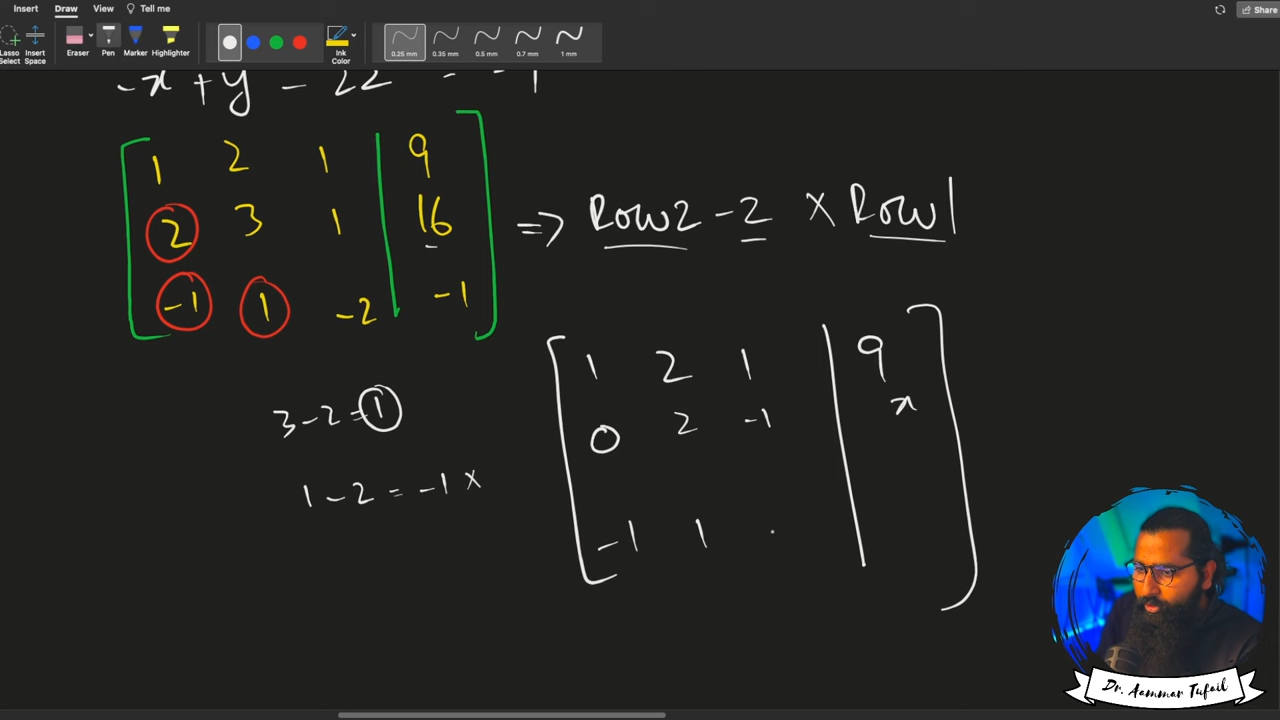 Insert Draw View Tell me
Share
Lasso Select
Insert Space
Eraser
Pen
Marker
Highlighter
Ink Color
0.25 mm
0.35 mm
0.5 mm
0.7 mm
1 mm
-x + y - 2z = -1
1 2 1 9
2 3 1 16 => Row2 - 2 × Row1
-1 1 -2 -1
1 2 1 9
0 2 -1 x
-1 1
3-2=1
1-2=-1 ×
Dr. Aammar Tufail